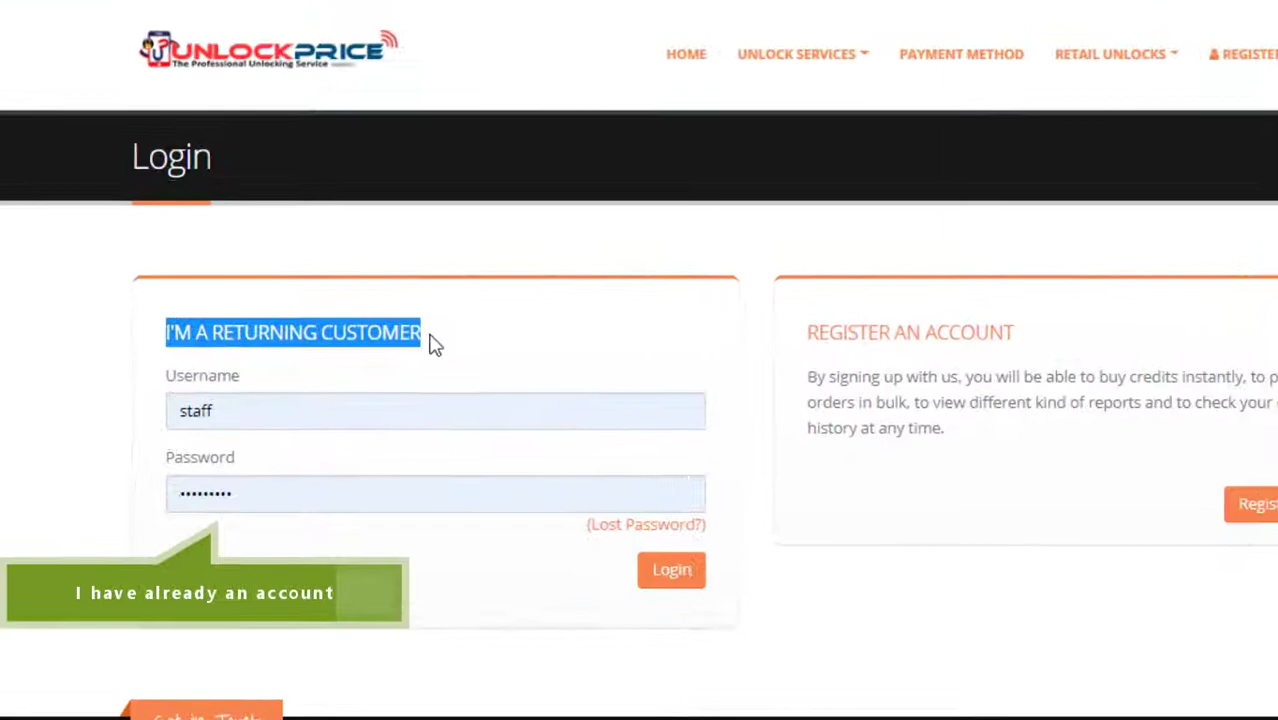 UNLOCKPRICE
The Professional Unlocking Service
HOME UNLOCK SERVICES PAYMENT METHOD RETAIL UNLOCKS REGISTER
Login
I'M A RETURNING CUSTOMER
Username
staff
Password
•••••••••
(Lost Password?)
Login
I have already an account
REGISTER AN ACCOUNT
By signing up with us, you will be able to buy credits instantly, to
orders in bulk, to view different kind of reports and to check your
history at any time.
Regis